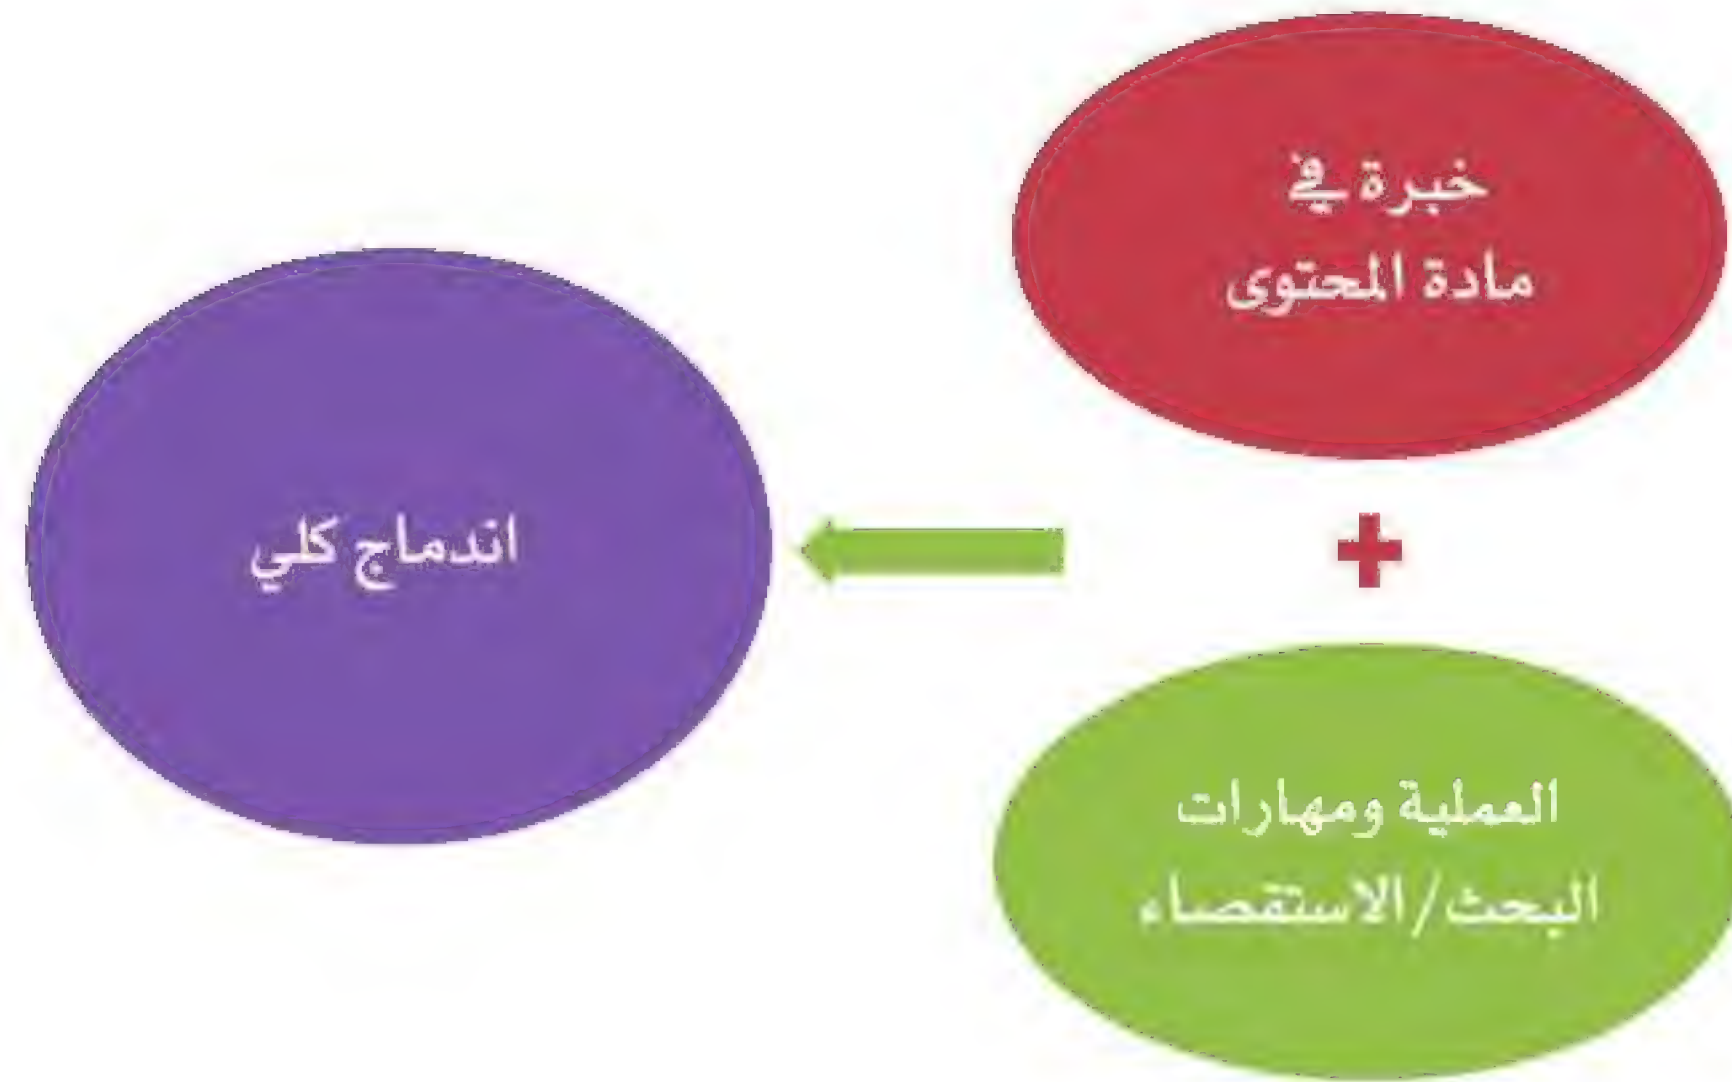 خبرة في
مادة المحتوى
+
العملية ومهارات
البحث/الاستقصاء
اندماج كلي